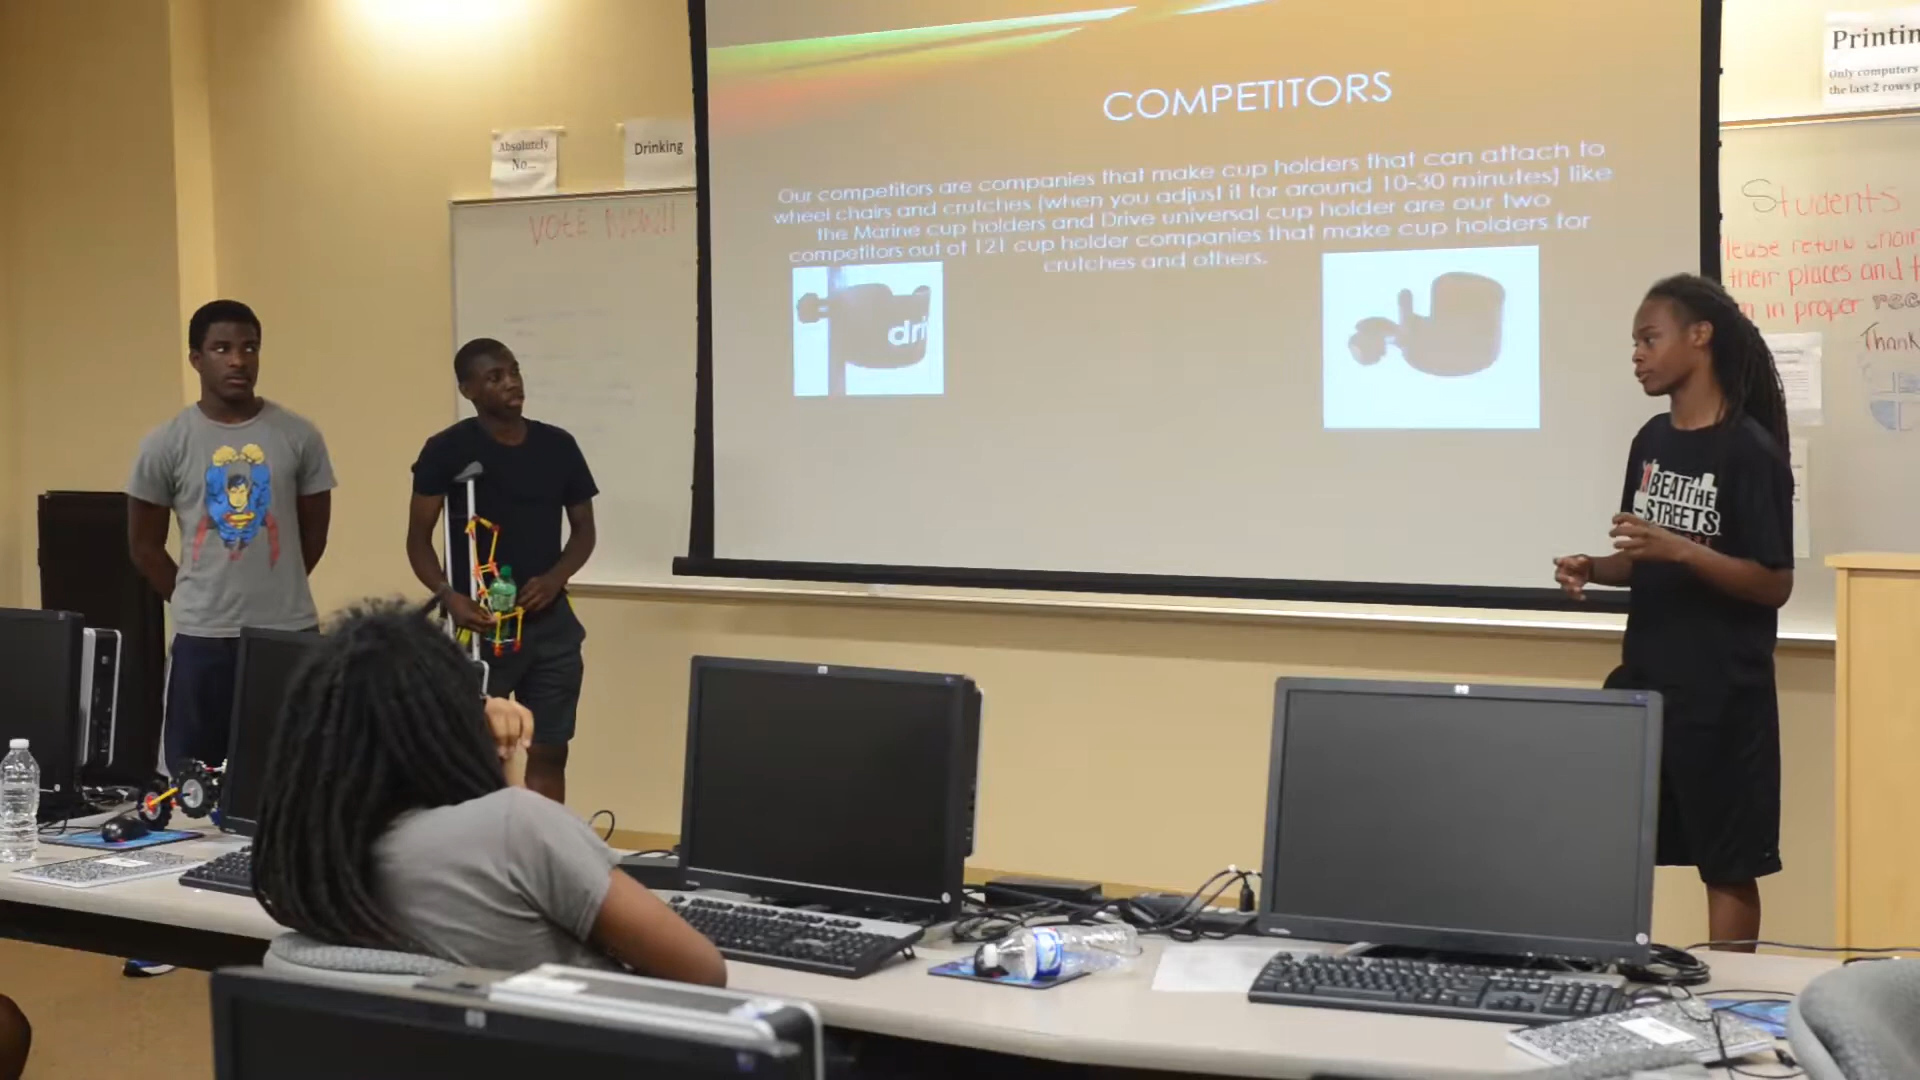 Absolutely
No...
Drinking
VOTE NOW!!
COMPETITORS
Our competitors are companies that make cup holders that can attach to
wheel chairs and crutches (when you adjust it for around 10-30 minutes) like
the Marine cup holders and Drive universal cup holder are our two
competitors out of 121 cup holder companies that make cup holders for
crutches and others.
dri
BEAT THE
STREETS
Printin
Only computers
the last 2 rows p
Students
lease return chair
their places and t
in proper rec
Thank